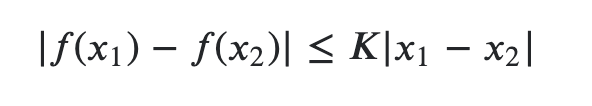 |f(x₁) − f(x₂)| ≤ K|x₁ − x₂|